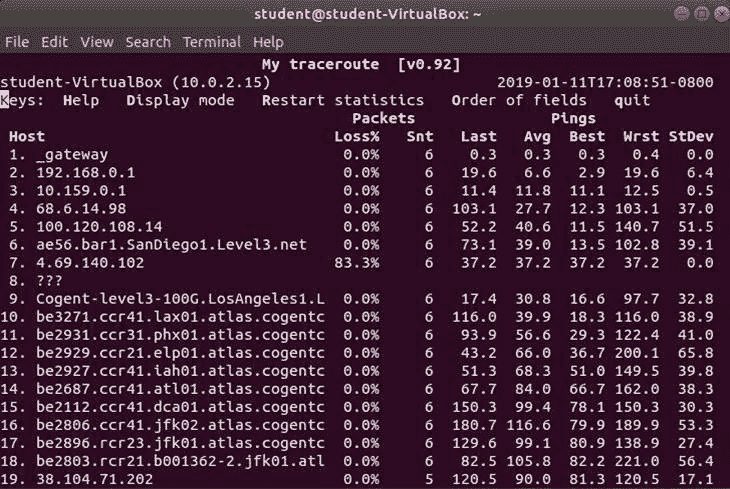 student@student-VirtualBox: ~
File Edit View Search Terminal Help
My traceroute [v0.92]
student-VirtualBox (10.0.2.15) 2019-01-11T17:08:51-0800
Keys: Help Display mode Restart statistics Order of fields quit
Packets Pings
Host Loss% Snt Last Avg Best Wrst StDev
1. _gateway 0.0% 6 0.3 0.3 0.3 0.4 0.0
2. 192.168.0.1 0.0% 6 19.6 6.6 2.9 19.6 6.4
3. 10.159.0.1 0.0% 6 11.4 11.8 11.1 12.5 0.5
4. 68.6.14.98 0.0% 6 103.1 27.7 12.3 103.1 37.0
5. 100.120.108.14 0.0% 6 52.2 40.6 11.5 140.7 51.5
6. ae56.bar1.SanDiego1.Level3.net 0.0% 6 73.1 39.0 13.5 102.8 39.1
7. 4.69.140.102 83.3% 6 37.2 37.2 37.2 37.2 0.0
8. ???
9. Cogent-level3-100G.LosAngeles1.L 0.0% 6 17.4 30.8 16.6 97.7 32.8
10. be3271.ccr41.lax01.atlas.cogentc 0.0% 6 116.0 39.9 18.3 116.0 38.9
11. be2931.ccr31.phx01.atlas.cogentc 0.0% 6 93.9 56.6 29.3 122.4 41.0
12. be2929.ccr21.elp01.atlas.cogentc 0.0% 6 43.2 66.0 36.7 200.1 65.8
13. be2927.ccr41.iah01.atlas.cogentc 0.0% 6 51.3 68.3 51.0 149.5 39.8
14. be2687.ccr41.atl01.atlas.cogentc 0.0% 6 67.7 84.0 66.7 162.0 38.3
15. be2112.ccr41.dca01.atlas.cogentc 0.0% 6 150.3 99.4 78.1 150.3 30.3
16. be2806.ccr41.jfk02.atlas.cogentc 0.0% 6 180.7 116.6 79.9 189.9 53.3
17. be2896.rcr23.jfk01.atlas.cogentc 0.0% 6 129.6 99.1 80.9 138.9 27.4
18. be2803.rcr21.b001362-2.jfk01.atl 0.0% 6 82.5 105.8 82.2 221.0 56.4
19. 38.104.71.202 0.0% 5 120.5 90.0 81.3 120.5 17.1